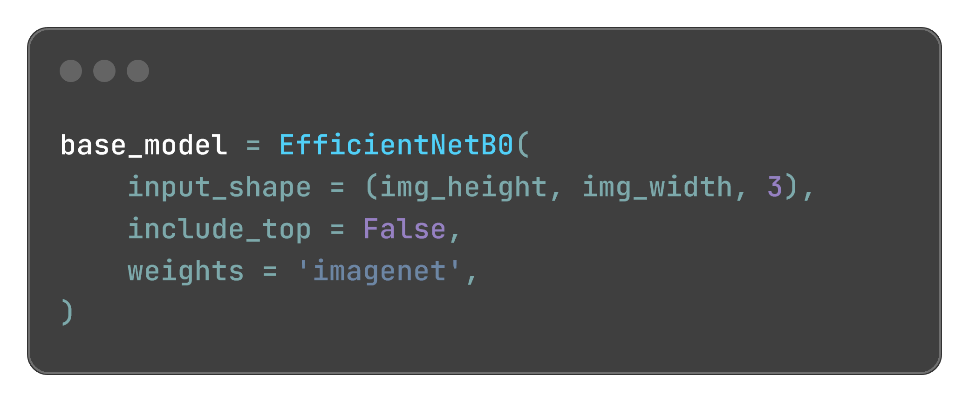 base_model = EfficientNetB0(
    input_shape = (img_height, img_width, 3),
    include_top = False,
    weights = 'imagenet',
)